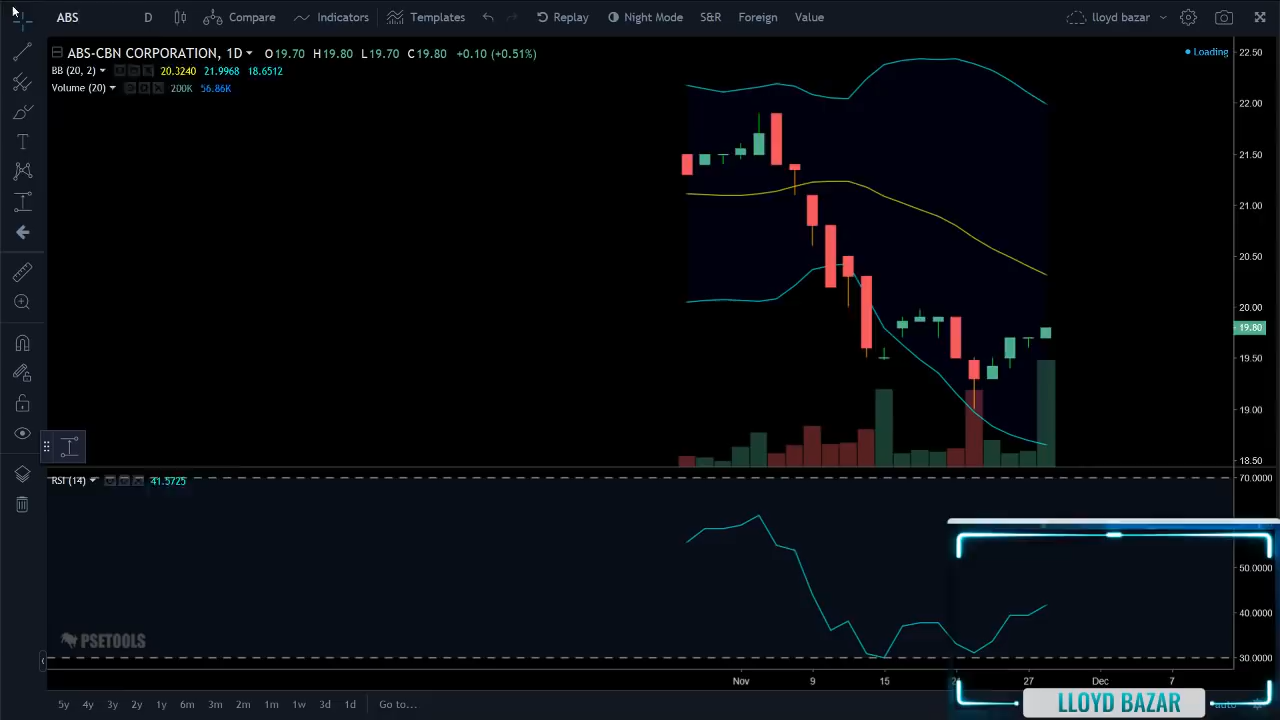 ABS D Compare Indicators Templates Replay Night Mode S&R Foreign Value lloyd bazar
ABS-CBN CORPORATION, 1D O19.70 H19.80 L19.70 C19.80 +0.10 (+0.51%)
Loading
BB (20, 2) 20.3240 21.9968 18.6512
Volume (20) 200K 56.86K
22.50
22.00
21.50
21.00
20.50
20.00
19.80
19.50
19.00
18.50
RSI (14) 41.5725
70.0000
50.0000
40.0000
30.0000
PSETOOLS
Nov 9 15 27 Dec 7
5y 4y 3y 2y 1y 6m 3m 2m 1m 1w 3d 1d Go to...
auto
LLOYD BAZAR